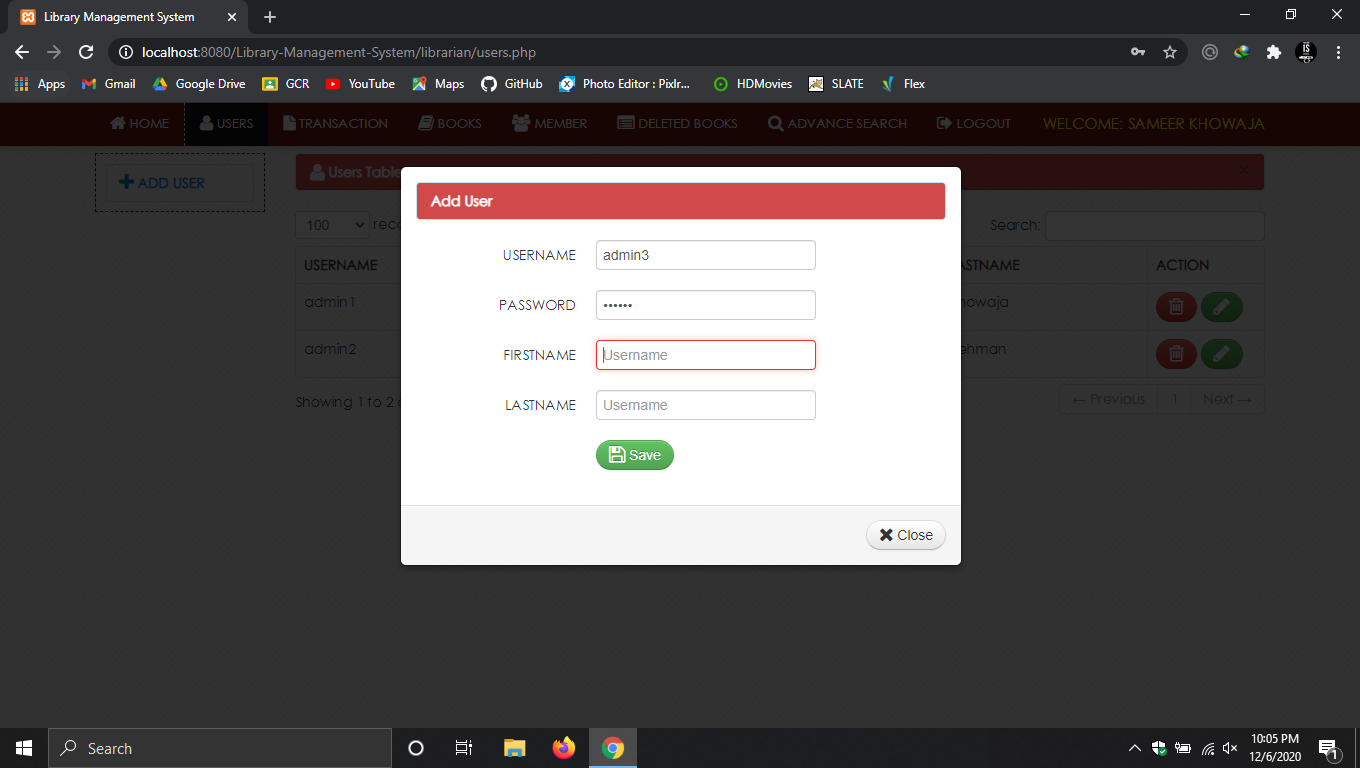 Library Management System
localhost:8080/Library-Management-System/librarian/users.php
Apps Gmail Google Drive GCR YouTube Maps GitHub Photo Editor : Pixlr... HDMovies SLATE Flex
HOME USERS TRANSACTION BOOKS MEMBER DELETED BOOKS ADVANCE SEARCH LOGOUT WELCOME: SAMEER KHOWAJA
ADD USER
Users Table
Add User
100 reco
Search:
USERNAME admin3
USERNAME
ASTNAME ACTION
PASSWORD ••••••
admin1
howaja
FIRSTNAME Username
admin2
ehman
LASTNAME Username
Showing 1 to 2
← Previous 1 Next →
Save
Close
Search
10:05 PM
12/6/2020
1